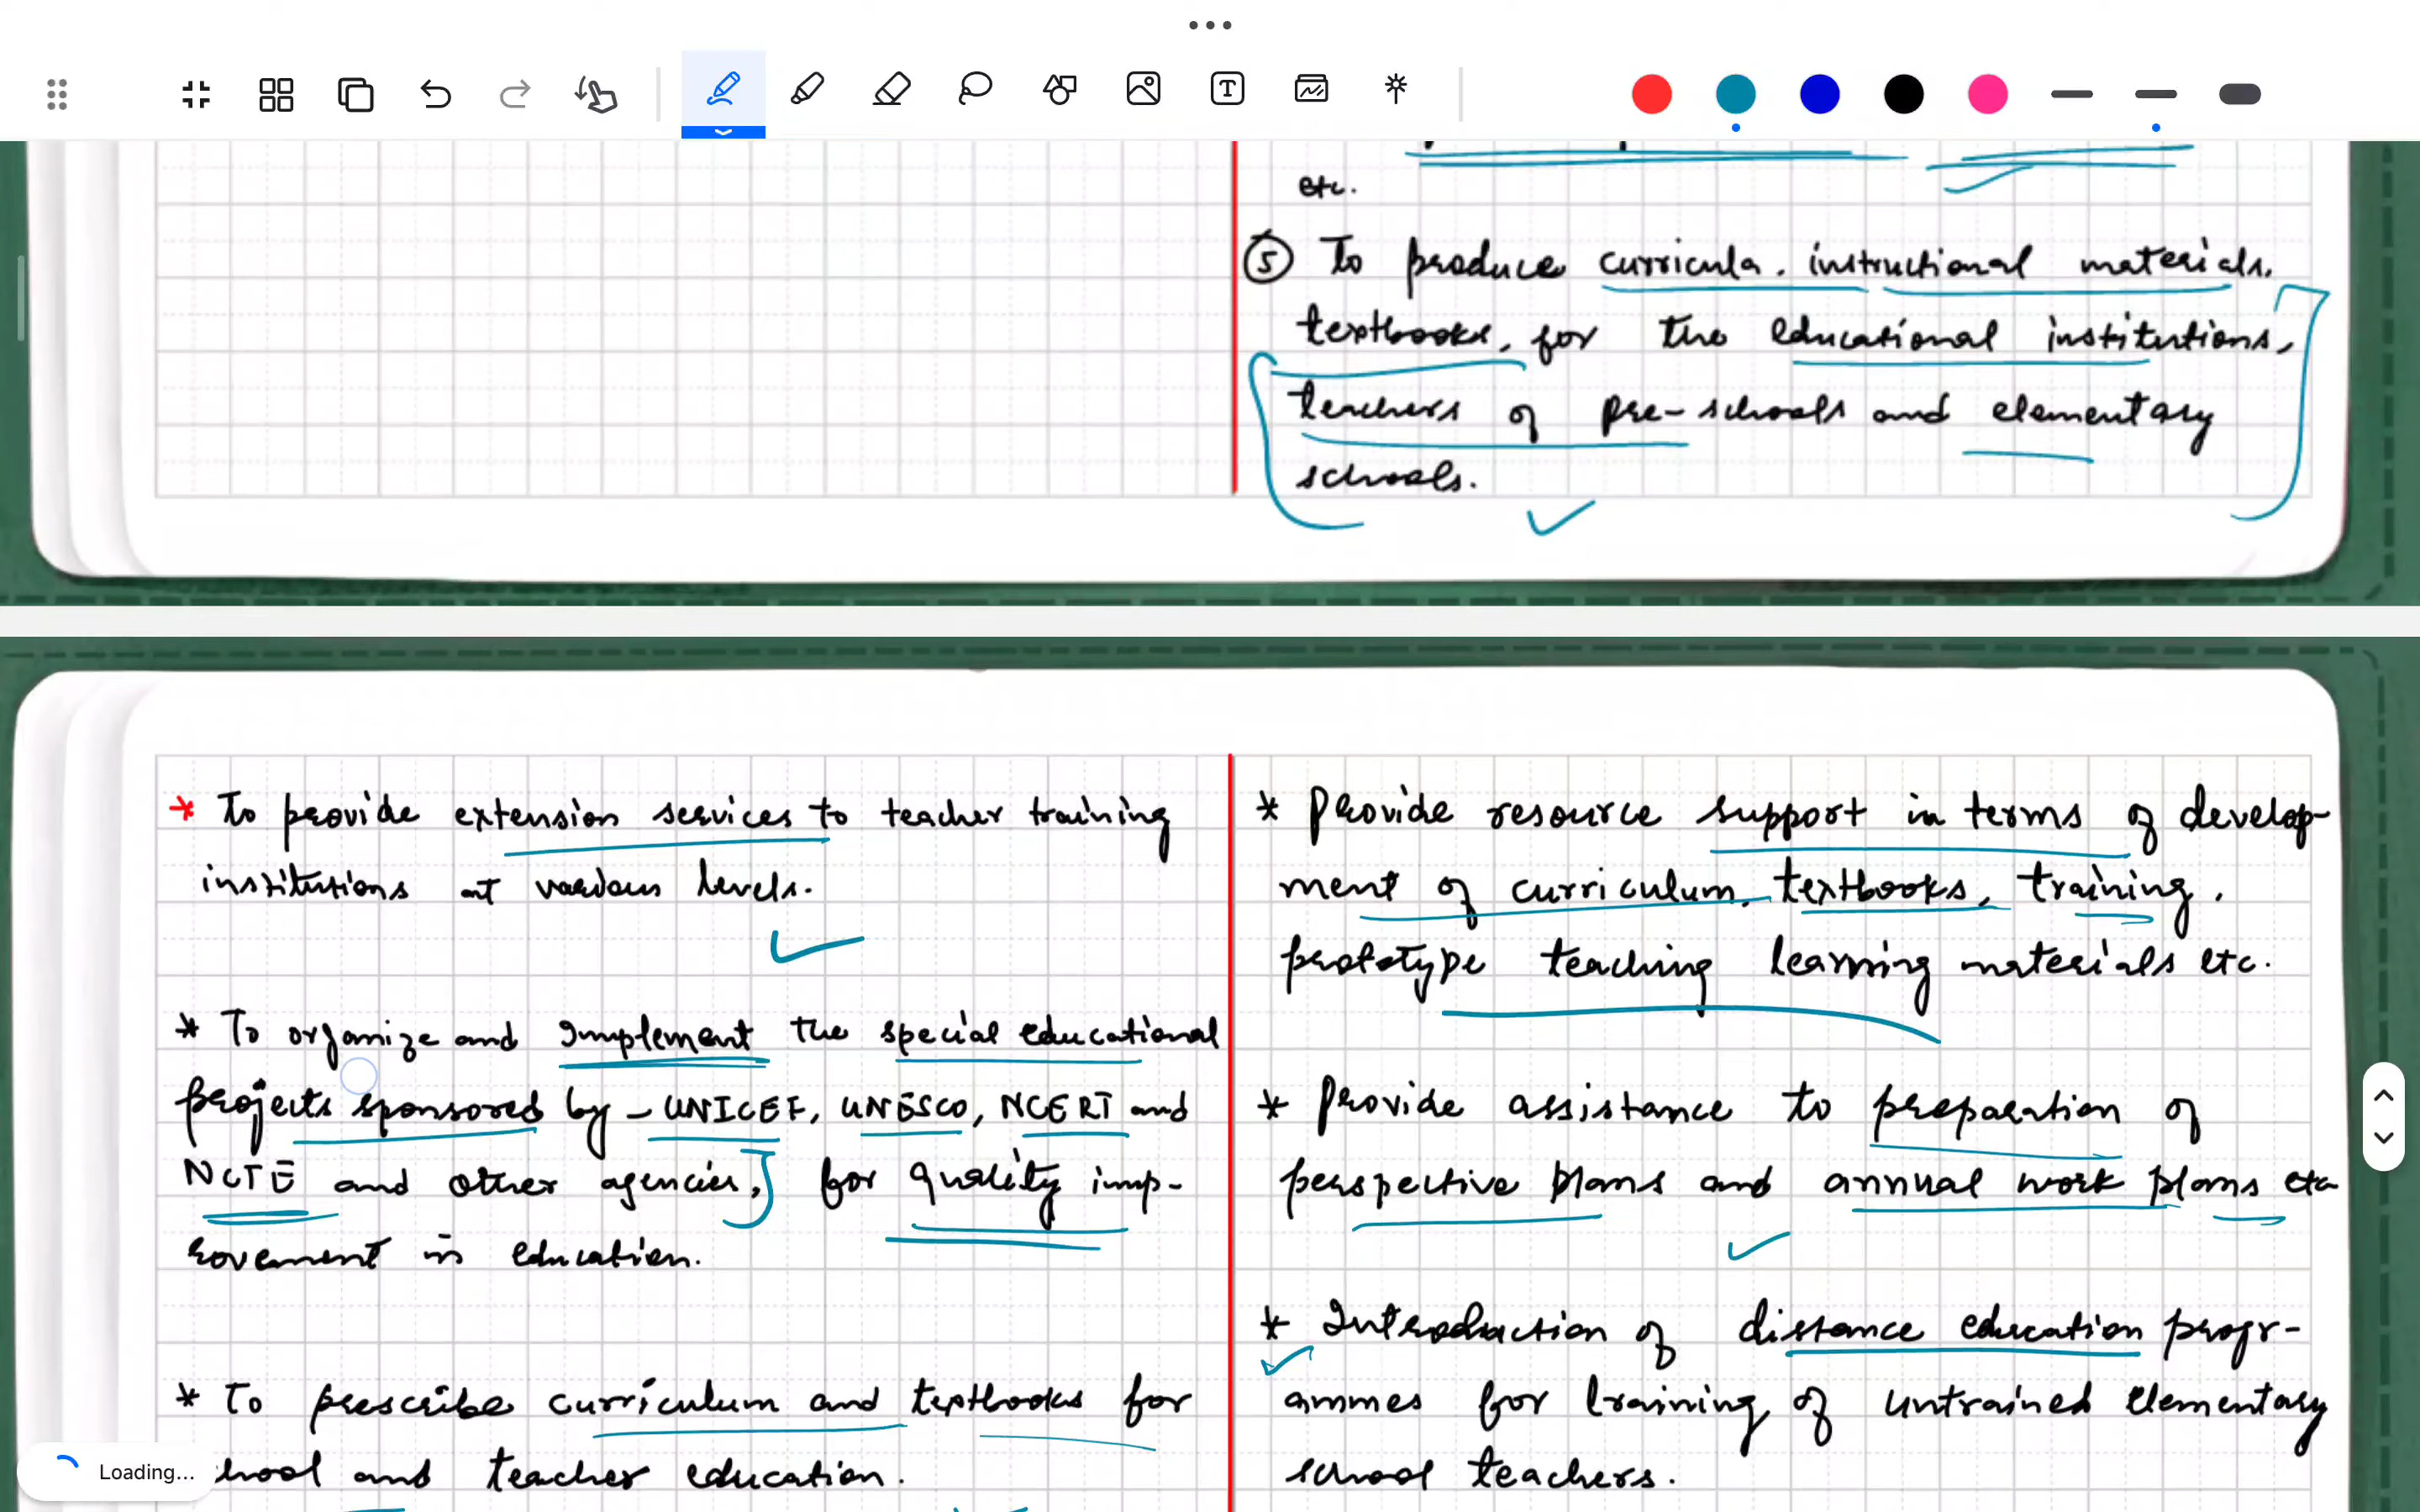 etc.
⑤ To produce curricula, instructional materials,
textbooks, for the educational institutions,
teachers of pre-schools and elementary
schools.
* To provide extension services to teacher training
institutions at various levels.
* To organize and implement the special educational
projects sponsored by - UNICEF, UNESCO, NCERT and
NCTE and other agencies, for quality imp-
rovement in education.
* To prescribe curriculum and textbooks for
hool and teacher education.
* Provide resource support in terms of develop-
ment of curriculum, textbooks, training,
prototype teaching learning materials etc.
* Provide assistance to preparation of
perspective plans and annual work plans etc
* Introduction of distance education progr-
ammes for training of untrained elementary
school teachers.
Loading...